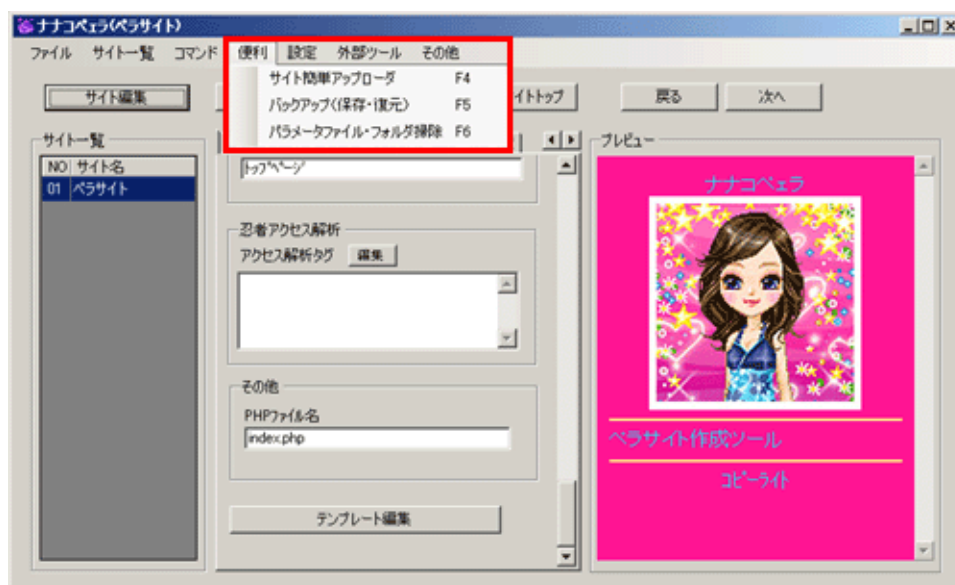 ナナコペェラ(ペラサイト)
ファイル サイト一覧 コマンド 便利 設定 外部ツール その他
サイト簡単アップローダ F4
バックアップ(保存・復元) F5
パラメータファイル・フォルダ掃除 F6
サイト編集
イトトップ
戻る
次へ
サイト一覧
NO サイト名
01 ペラサイト
トップページ
忍者アクセス解析
アクセス解析タグ 編集
その他
PHPファイル名
index.php
テンプレート編集
プレビュー
ナナコペェラ
ペラサイト作成ツール
コピーライト